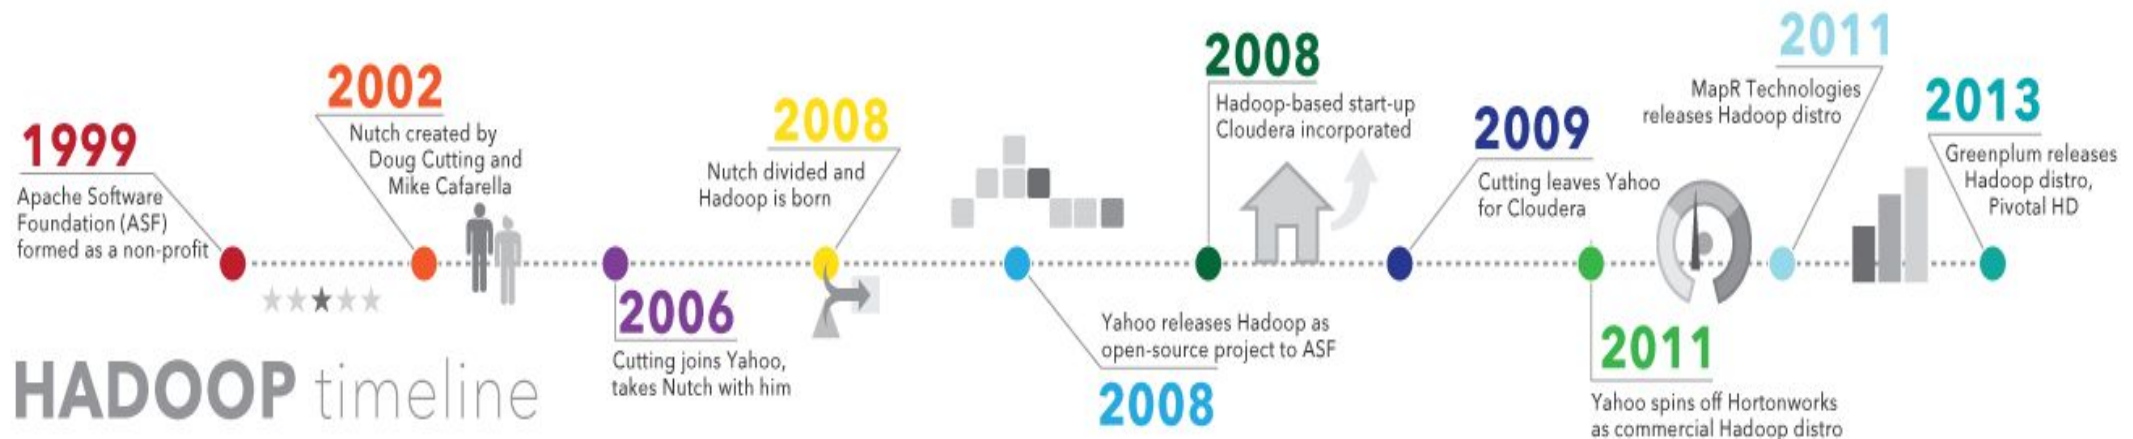 1999
Apache Software
Foundation (ASF)
formed as a non-profit
2002
Nutch created by
Doug Cutting and
Mike Cafarella
2006
Cutting joins Yahoo,
takes Nutch with him
2008
Nutch divided and
Hadoop is born
Yahoo releases Hadoop as
open-source project to ASF
2008
2008
Hadoop-based start-up
Cloudera incorporated
2009
Cutting leaves Yahoo
for Cloudera
2011
Yahoo spins off Hortonworks
as commercial Hadoop distro
2011
MapR Technologies
releases Hadoop distro
2013
Greenplum releases
Hadoop distro,
Pivotal HD
HADOOP timeline